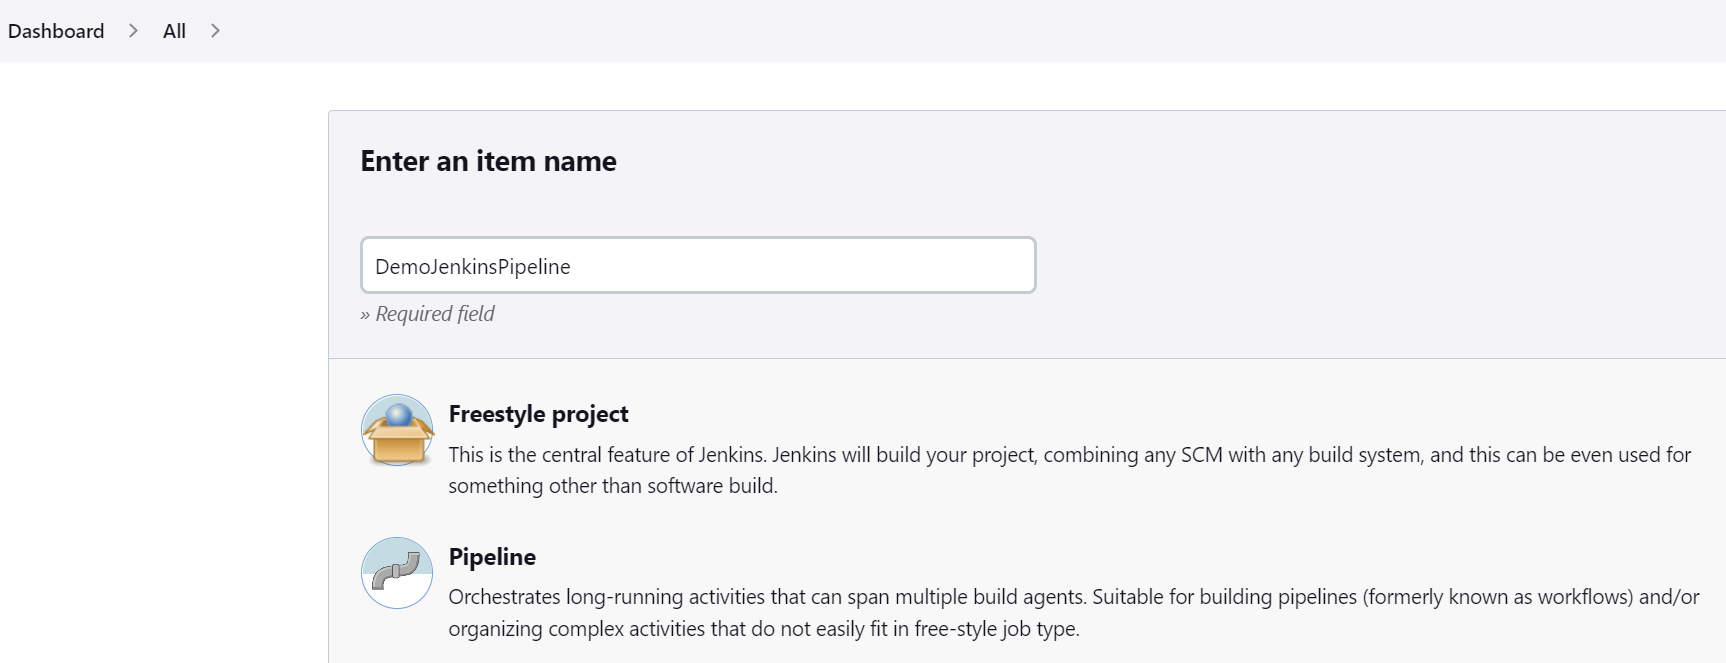 Dashboard > All >
Enter an item name
DemoJenkinsPipeline
» Required field
Freestyle project
This is the central feature of Jenkins. Jenkins will build your project, combining any SCM with any build system, and this can be even used for
something other than software build.
Pipeline
Orchestrates long-running activities that can span multiple build agents. Suitable for building pipelines (formerly known as workflows) and/or
organizing complex activities that do not easily fit in free-style job type.